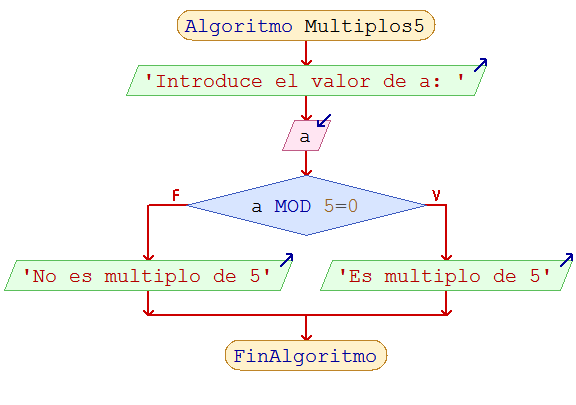 Algoritmo Multiplos5
'Introduce el valor de a: '
a
F
V
a MOD 5=0
'No es multiplo de 5'
'Es multiplo de 5'
FinAlgoritmo